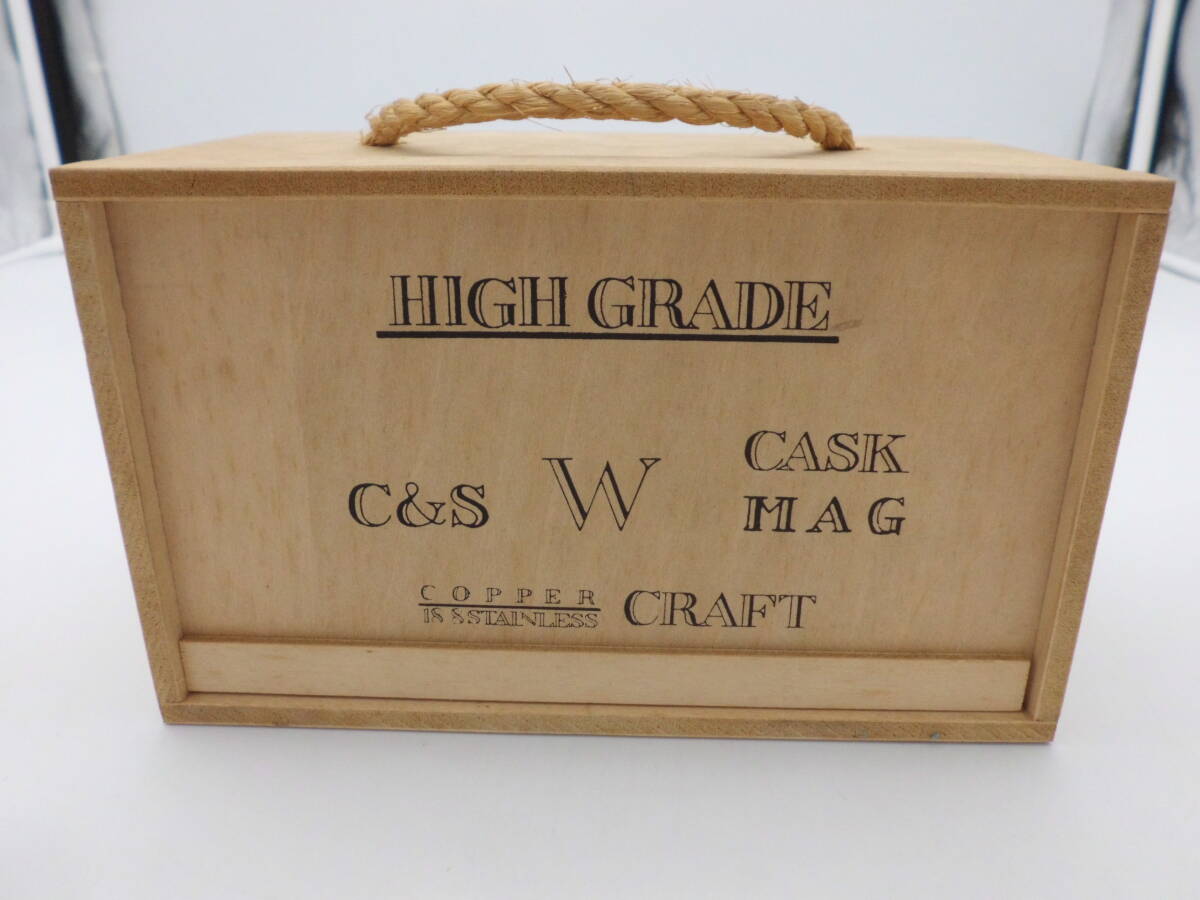 HIGH GRADE
C&S W CASK
MAG
COPPER
18 8 STAINLESS CRAFT